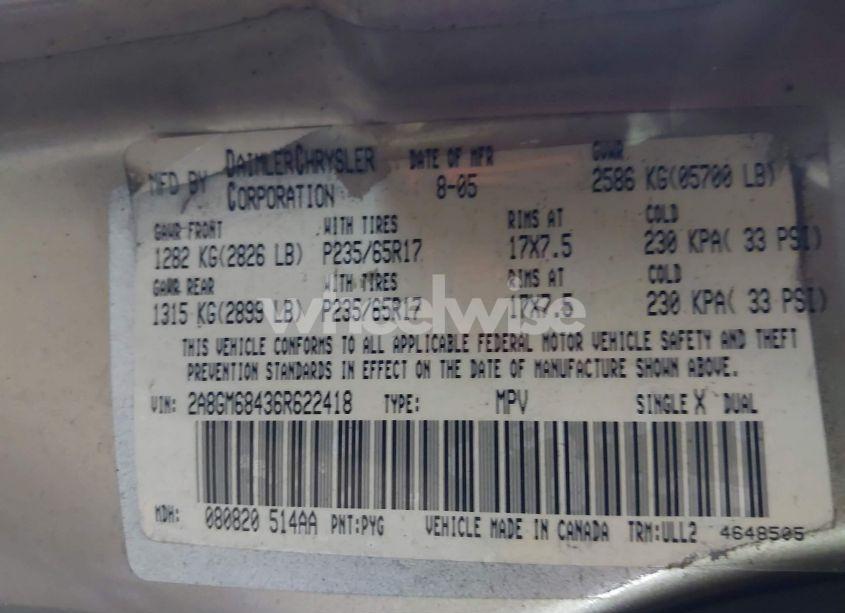 MFD BY DAIMLERCHRYSLER CORPORATION DATE OF MFR 8-05 GVWR 2586 KG(05700 LB)
GAWR FRONT WITH TIRES RIMS AT COLD
1282 KG(2826 LB) P235/65R17 17X7.5 230 KPA( 33 PSI)
GAWR REAR WITH TIRES RIMS AT COLD
1315 KG(2899 LB) P235/65R17 17X7.5 230 KPA( 33 PSI)
wheelwise
THIS VEHICLE CONFORMS TO ALL APPLICABLE FEDERAL MOTOR VEHICLE SAFETY AND THEFT
PREVENTION STANDARDS IN EFFECT ON THE DATE OF MANUFACTURE SHOWN ABOVE.
VIN: 2A8GM68436R622418 TYPE: MPV SINGLE X DUAL
MDH: 080820 514AA PNT:PYG VEHICLE MADE IN CANADA TRM:ULL2 4648505